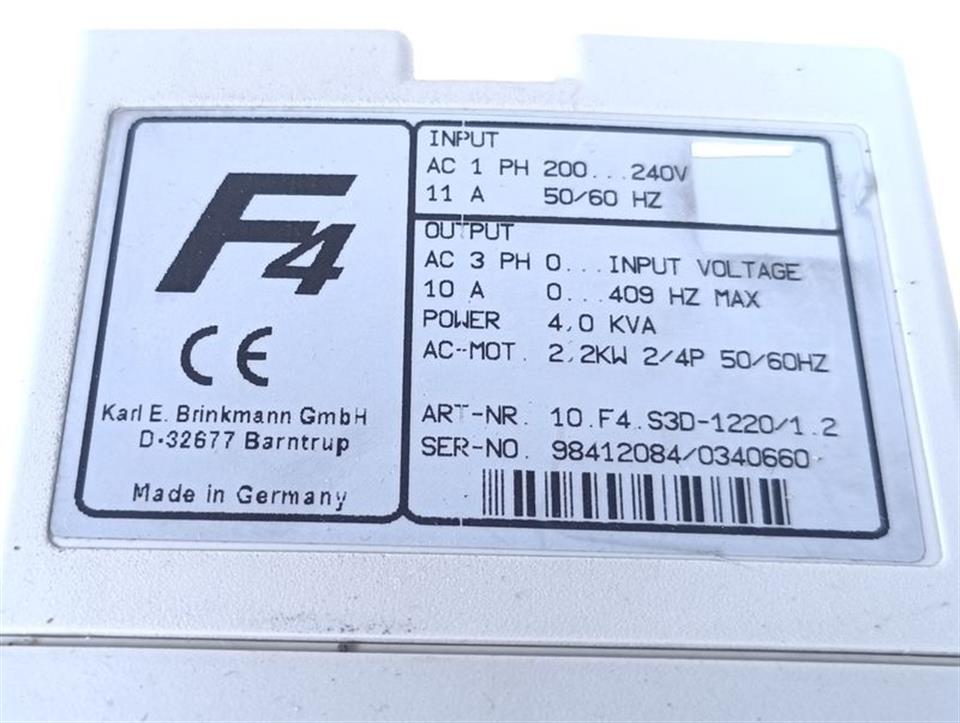 F4
CE
Karl E. Brinkmann GmbH
D-32677 Barntrup
Made in Germany
INPUT
AC 1 PH 200...240V
11 A 50/60 HZ
OUTPUT
AC 3 PH 0...INPUT VOLTAGE
10 A 0...409 HZ MAX
POWER 4,0 KVA
AC-MOT. 2,2KW 2/4P 50/60HZ
ART-NR. 10.F4.S3D-1220/1.2
SER-NO. 98412084/0340660